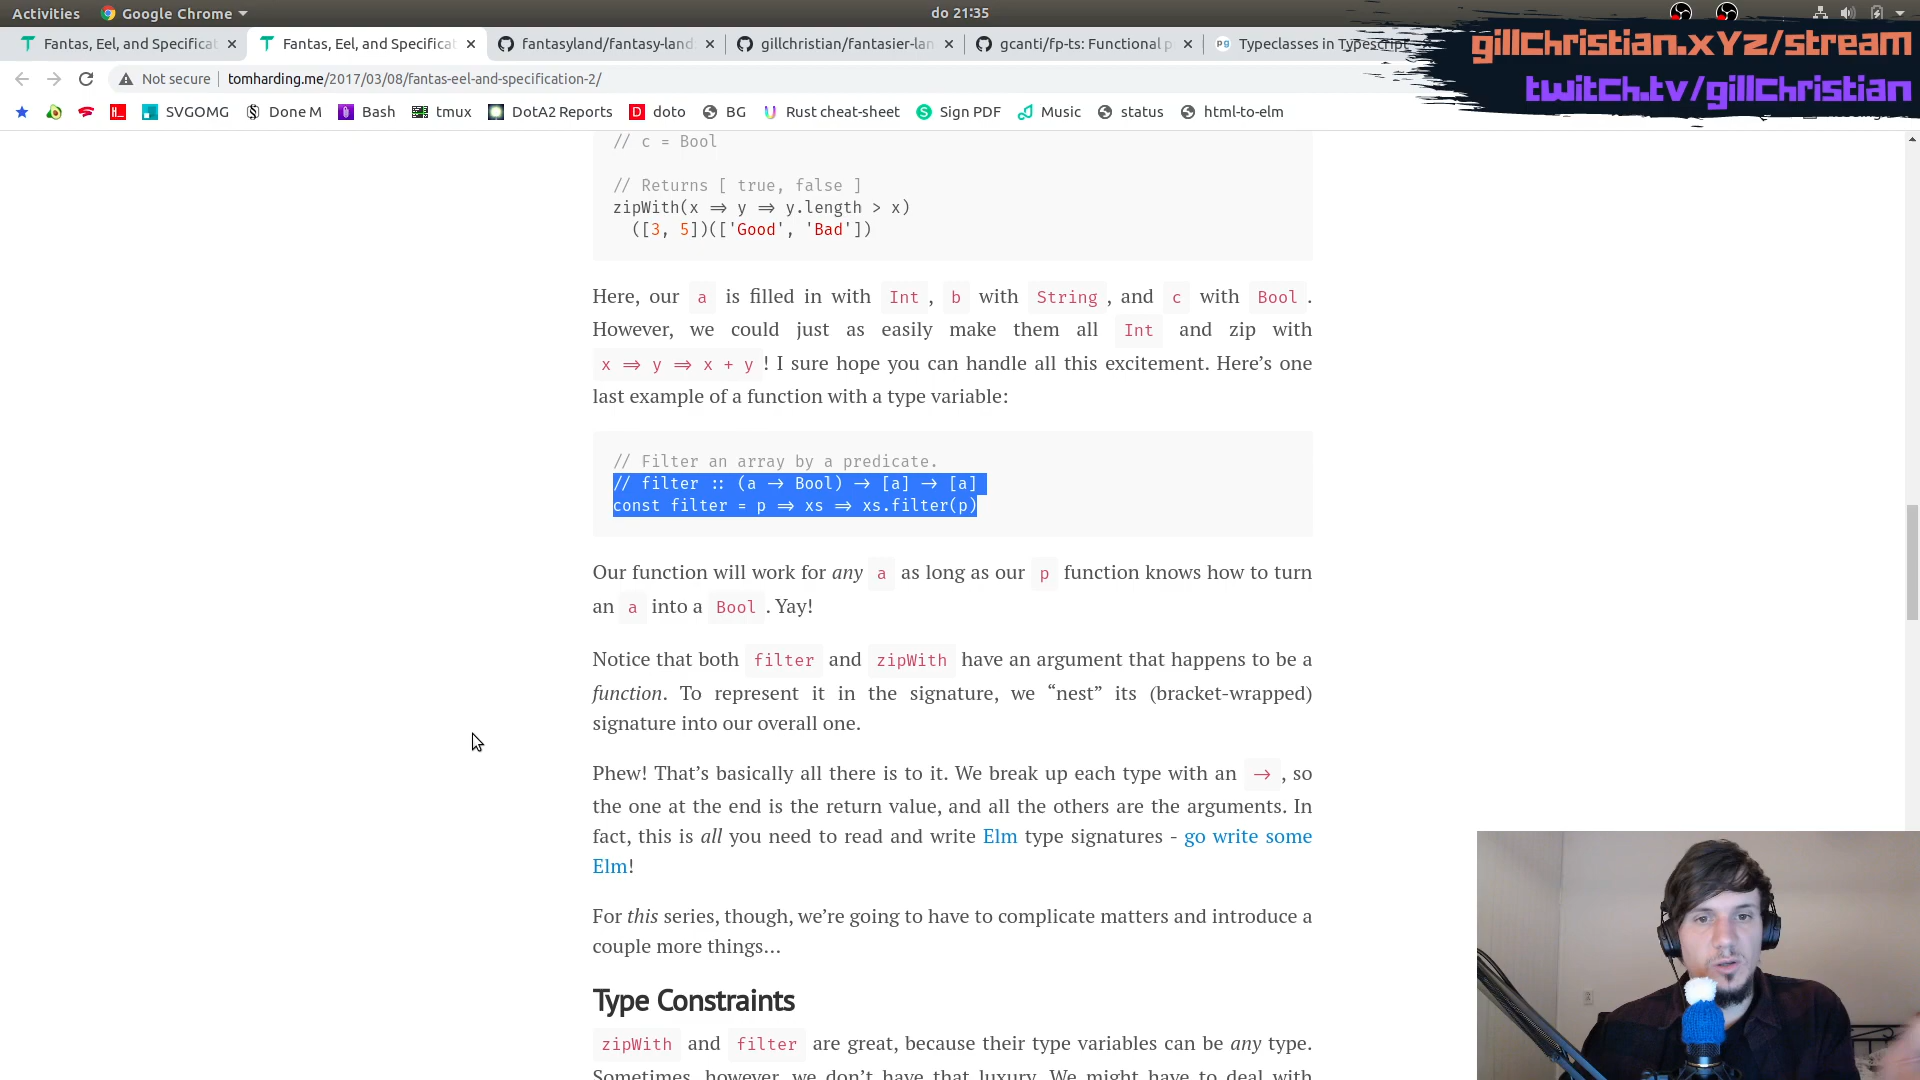 Activities Google Chrome do 21:35
Fantas, Eel, and Specificat Fantas, Eel, and Specificat fantasyland/fantasy-land. gillchristian/fantasier-lan gcanti/fp-ts: Functional p Typeclasses in Typescript
gillchristian.xYz/stream
Not secure tomharding.me/2017/03/08/fantas-eel-and-specification-2/
twitch.tv/gillchristian
SVGOMG Done M Bash tmux DotA2 Reports doto BG Rust cheat-sheet Sign PDF Music status html-to-elm
// c = Bool
// Returns [ true, false ]
zipWith(x => y => y.length > x)
([3, 5])(['Good', 'Bad'])
Here, our a is filled in with Int , b with String , and c with Bool .
However, we could just as easily make them all Int and zip with
x => y => x + y ! I sure hope you can handle all this excitement. Here’s one
last example of a function with a type variable:
// Filter an array by a predicate.
// filter :: (a -> Bool) -> [a] -> [a]
const filter = p => xs => xs.filter(p)
Our function will work for any a as long as our p function knows how to turn
an a into a Bool . Yay!
Notice that both filter and zipWith have an argument that happens to be a
function. To represent it in the signature, we “nest” its (bracket-wrapped)
signature into our overall one.
Phew! That’s basically all there is to it. We break up each type with an -> , so
the one at the end is the return value, and all the others are the arguments. In
fact, this is all you need to read and write Elm type signatures - go write some
Elm!
For this series, though, we’re going to have to complicate matters and introduce a
couple more things…
Type Constraints
zipWith and filter are great, because their type variables can be any type.
Sometimes, however, we don’t have that luxury. We might have to deal with